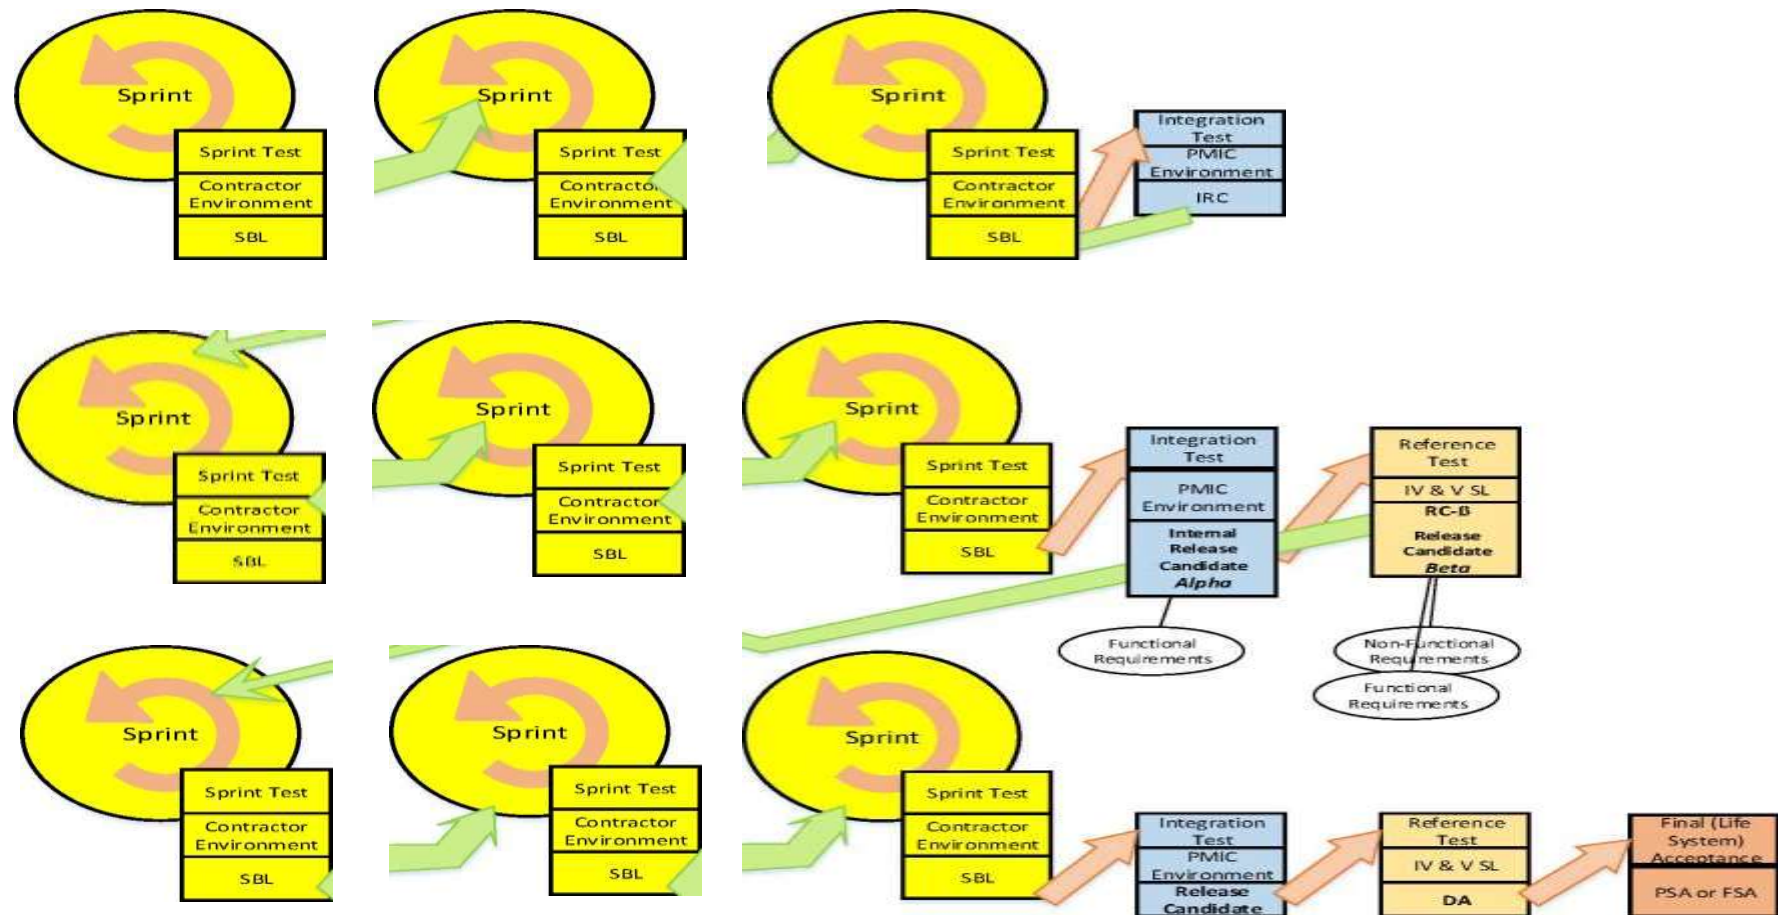 Sprint
Sprint Test
Contractor
Environment
SBL
Sprint
Sprint Test
Contractor
Environment
SBL
Sprint
Sprint Test
Contractor
Environment
SBL
Integration
Test
PMIC
Environment
IRC
Sprint
Sprint Test
Contractor
Environment
SBL
Sprint
Sprint Test
Contractor
Environment
SBL
Sprint
Sprint Test
Contractor
Environment
SBL
Integration
Test
PMIC
Environment
Internal
Release
Candidate
Alpha
Functional
Requirements
Reference
Test
IV & V SL
RC-ß
Release
Candidate
Beta
Non-Functional
Requirements
Functional
Requirements
Sprint
Sprint Test
Contractor
Environment
SBL
Sprint
Sprint Test
Contractor
Environment
SBL
Sprint
Sprint Test
Contractor
Environment
SBL
Integration
Test
PMIC
Environment
Release
Candidate
Reference
Test
IV & V SL
DA
Final (Life
System)
Acceptance
PSA or FSA